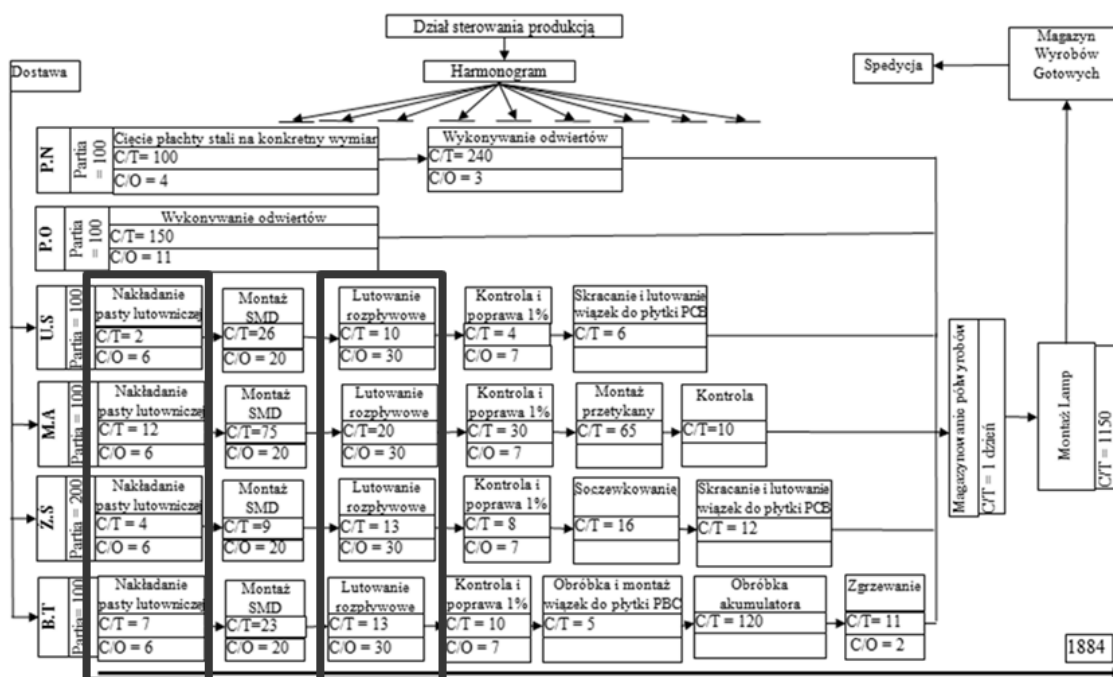 Dział sterowania produkcją
Harmonogram
Dostawa
Spedycja
Magazyn
Wyrobów
Gotowych
P.N
Partia
= 100
Cięcie płachty stali na konkretny wymiar
C/T= 100
C/O = 4
Wykonywanie odwiertów
C/T= 240
C/O = 3
P.O
Partia
= 100
Wykonywanie odwiertów
C/T= 150
C/O = 11
U.S
Partia = 100
Nakładanie
pasty lutowniczej
C/T= 2
C/O = 6
Montaż
SMD
C/T=26
C/O = 20
Lutowanie
rozpływowe
C/T = 10
C/O = 30
Kontrola i
poprawa 1%
C/T = 4
C/O = 7
Skracanie i lutowanie
wiązek do płytki PCB
C/T = 6
M.A
Partia = 100
Nakładanie
pasty lutowniczej
C/T = 12
C/O = 6
Montaż
SMD
C/T=75
C/O = 20
Lutowanie
rozpływowe
C/T=20
C/O = 30
Kontrola i
poprawa 1%
C/T = 30
C/O = 7
Montaż
przetykany
C/T = 65
Kontrola
C/T=10
Z.S
Partia = 200
Nakładanie
pasty lutowniczej
C/T = 4
C/O = 6
Montaż
SMD
C/T =9
C/O = 20
Lutowanie
rozpływowe
C/T = 13
C/O = 30
Kontrola i
poprawa 1%
C/T = 8
C/O = 7
Soczewkowanie
C/T = 16
Skracanie i lutowanie
wiązek do płytki PCB
C/T = 12
B.T
Partia = 100
Nakładanie
pasty lutowniczej
C/T = 7
C/O = 6
Montaż
SMD
C/T=23
C/O = 20
Lutowanie
rozpływowe
C/T = 13
C/O = 30
Kontrola i
poprawa 1%
C/T = 10
C/O = 7
Obróbka i montaż
wiązek do płytki PBC
C/T = 5
Obróbka
akumulatora
C/T = 120
Zgrzewanie
C/T= 11
C/O = 2
Magazynowanie półwyrobów
C/T = 1 dzień
Montaż Lamp
C/T = 1150
1884